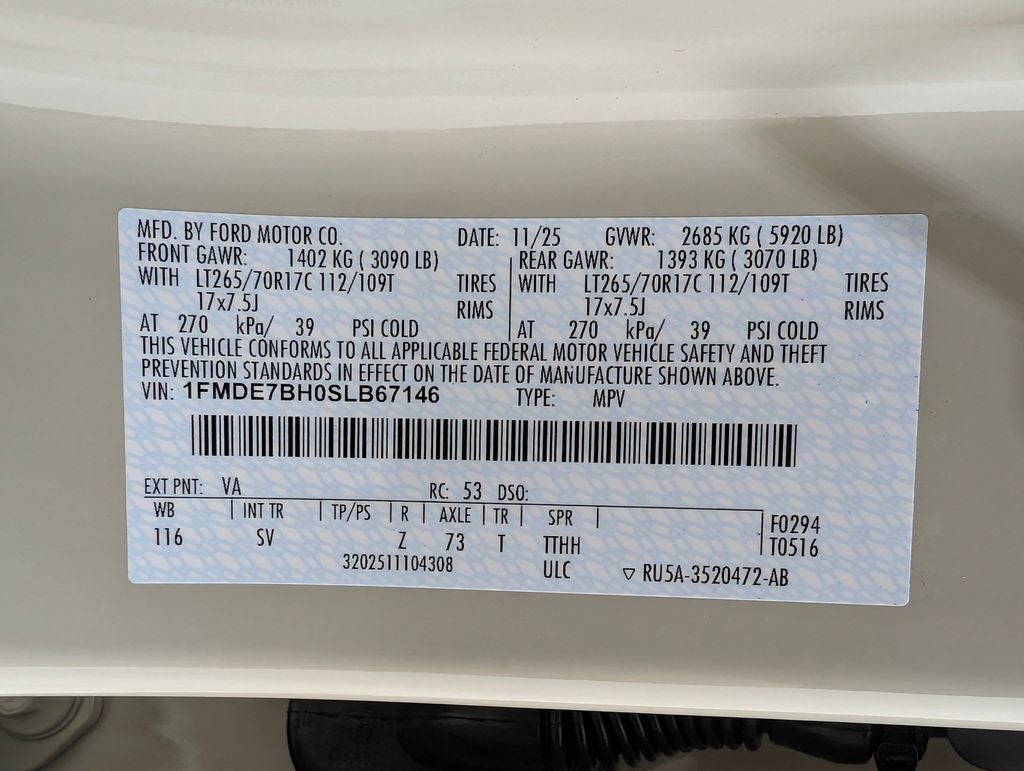 MFD. BY FORD MOTOR CO. DATE: 11/25 GVWR: 2685 KG ( 5920 LB)
FRONT GAWR: 1402 KG ( 3090 LB) REAR GAWR: 1393 KG ( 3070 LB)
WITH LT265/70R17C 112/109T TIRES WITH LT265/70R17C 112/109T TIRES
17x7.5J RIMS 17x7.5J RIMS
AT 270 kPa/ 39 PSI COLD AT 270 kPa/ 39 PSI COLD
THIS VEHICLE CONFORMS TO ALL APPLICABLE FEDERAL MOTOR VEHICLE SAFETY AND THEFT
PREVENTION STANDARDS IN EFFECT ON THE DATE OF MANUFACTURE SHOWN ABOVE.
VIN: 1FMDE7BH0SLB67146 TYPE: MPV
EXT PNT: VA RC: 53 DSO:
WB INT TR TP/PS R AXLE TR SPR F0294
116 SV Z 73 T TTHH T0516
3202511104308 ULC ▽ RU5A-3520472-AB